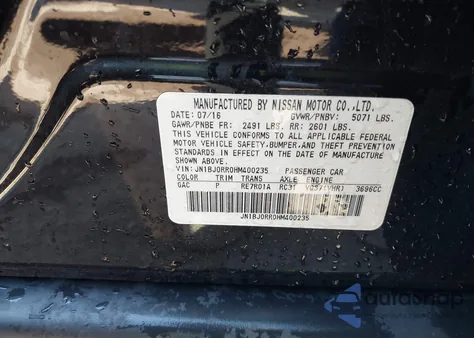 MANUFACTURED BY NISSAN MOTOR CO.,LTD.
DATE: 07/16 GVWR/PNBV: 5071 LBS.
GAWR/PNBE FR: 2491 LBS. RR: 2601 LBS.
THIS VEHICLE CONFORMS TO ALL APPLICABLE FEDERAL
MOTOR VEHICLE SAFETY,BUMPER,AND THEFT PREVENTION
STANDARDS IN EFFECT ON THE DATE OF MANUFACTURE
SHOWN ABOVE.
VIN: JN1BJ0RR0HM400235 PASSENGER CAR
COLOR TRIM TRANS AXLE ENGINE
GAC P RE7R01A RC31 (VHR) 3696CC
JN1BJ0RR0HM400235
AutoSnap